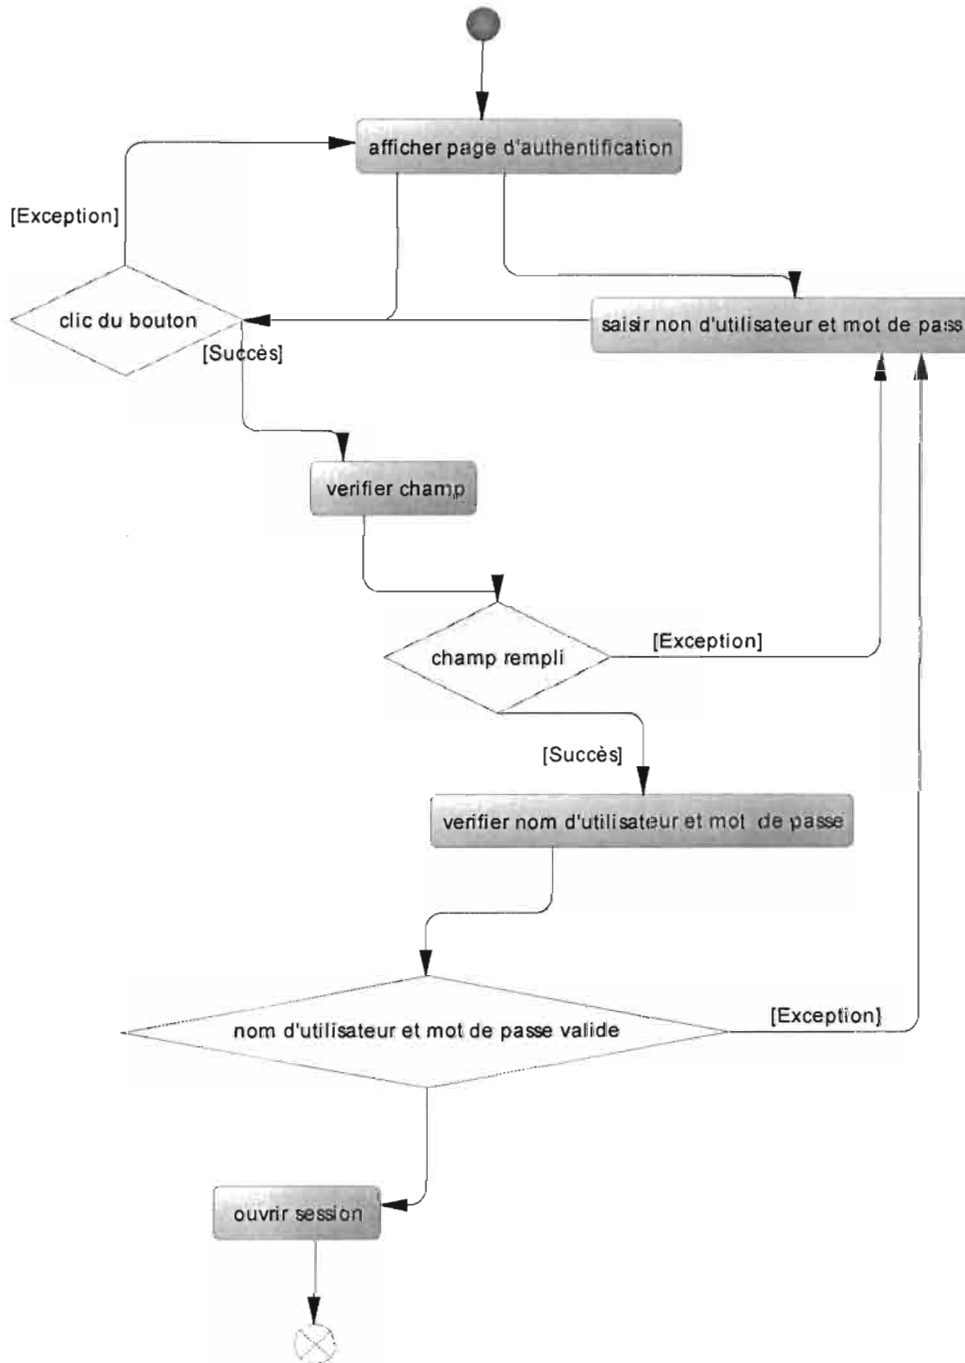 afficher page d'authentification
[Exception]
clic du bouton
saisir non d'utilisateur et mot de pass
[Succès]
verifier champ
champ rempli
[Exception]
[Succès]
verifier nom d'utilisateur et mot de passe
nom d'utilisateur et mot de passe valide
[Exception]
ouvrir session